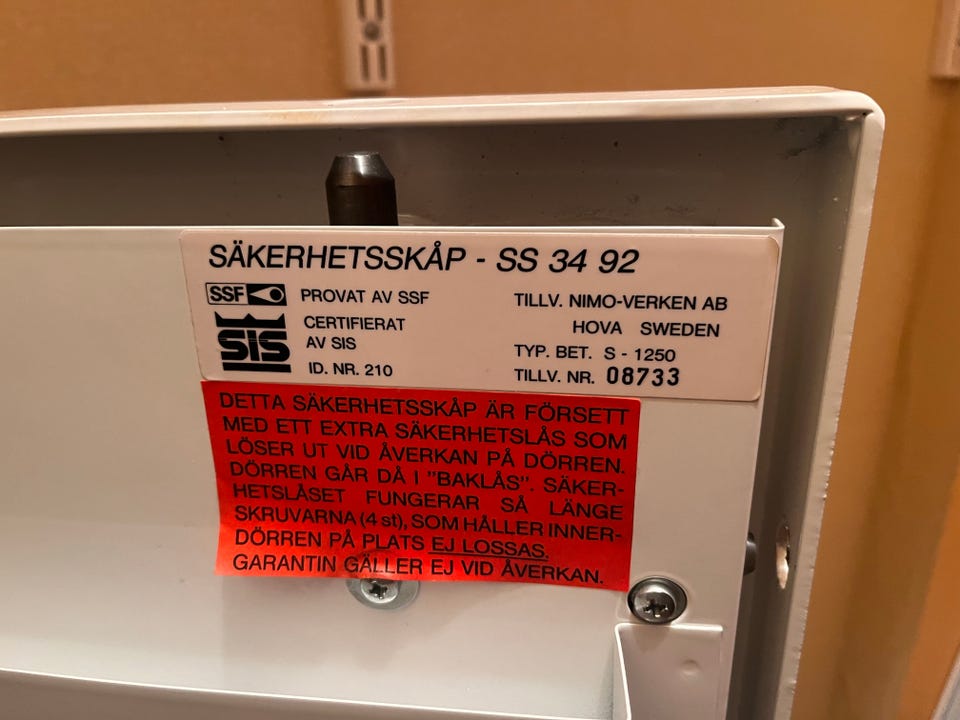 SÄKERHETSSKÅP - SS 34 92
SSF PROVAT AV SSF
SIS CERTIFIERAT
AV SIS
ID. NR. 210
TILLV. NIMO-VERKEN AB
HOVA SWEDEN
TYP. BET. S - 1250
TILLV. NR. 08733
DETTA SÄKERHETSSKÅP ÄR FÖRSETT
MED ETT EXTRA SÄKERHETSLÅS SOM
LÖSER UT VID ÅVERKAN PÅ DÖRREN.
DÖRREN GÅR DÅ I "BAKLÅS". SÄKER-
HETSLÅSET FUNGERAR SÅ LÄNGE
SKRUVARNA (4 st), SOM HÅLLER INNER-
DÖRREN PÅ PLATS EJ LOSSAS.
GARANTIN GÄLLER EJ VID ÅVERKAN.